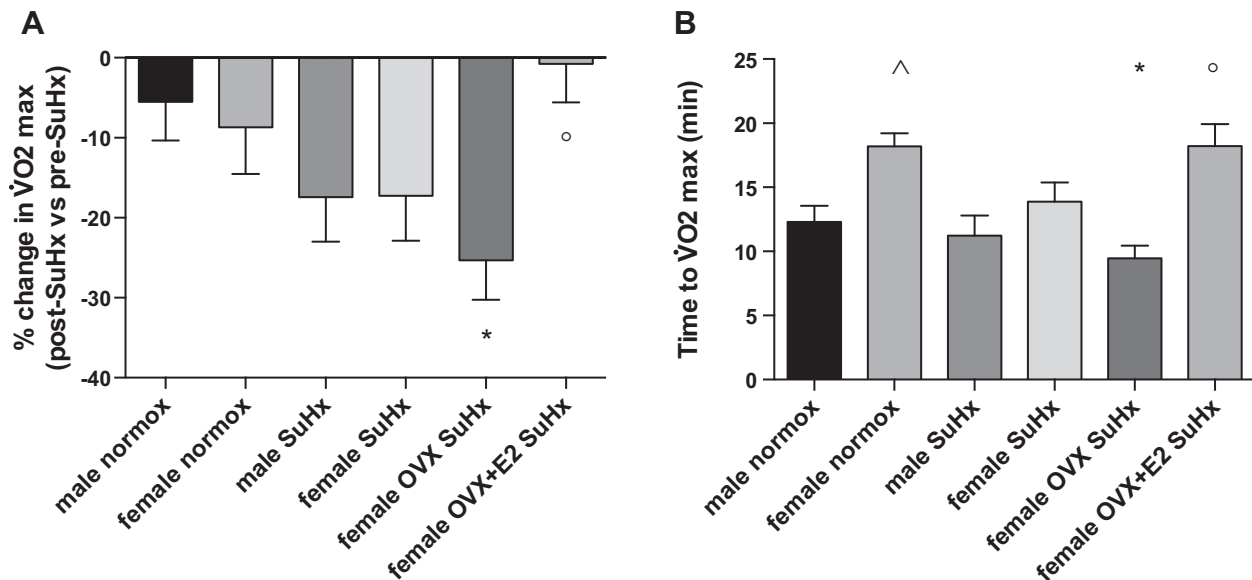 A
% change in V̇O2 max
(post-SuHx vs pre-SuHx)
0
-10
-20
-30
-40
*
○
male normox
female normox
male SuHx
female SuHx
female OVX SuHx
female OVX+E2 SuHx
B
Time to V̇O2 max (min)
25
20
15
10
5
0
^
*
○
male normox
female normox
male SuHx
female SuHx
female OVX SuHx
female OVX+E2 SuHx